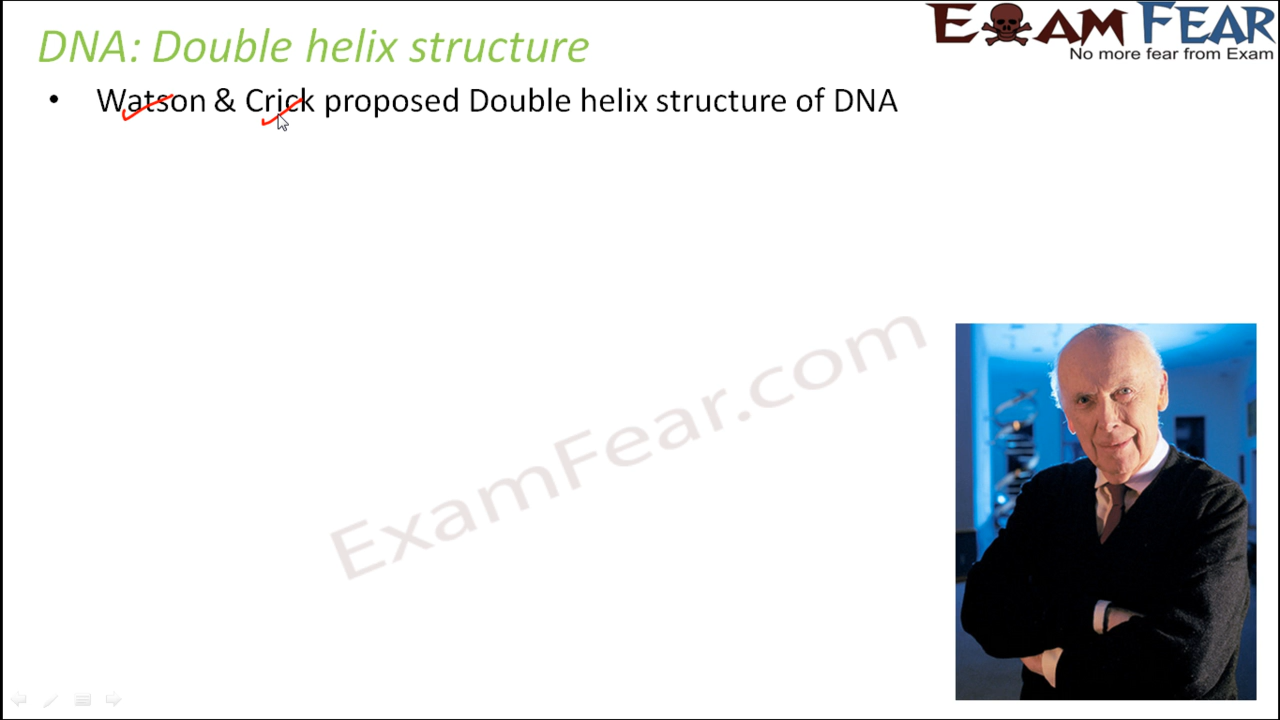 DNA: Double helix structure
EXAM FEAR
No more fear from Exam
• Watson & Crick proposed Double helix structure of DNA
ExamFear.com